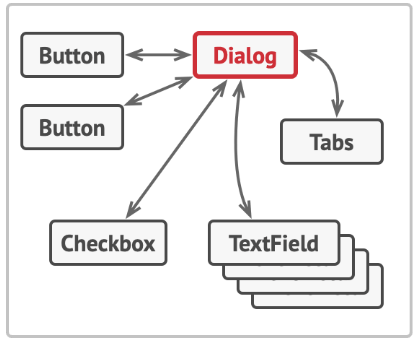 Button
Dialog
Button
Tabs
Checkbox
TextField